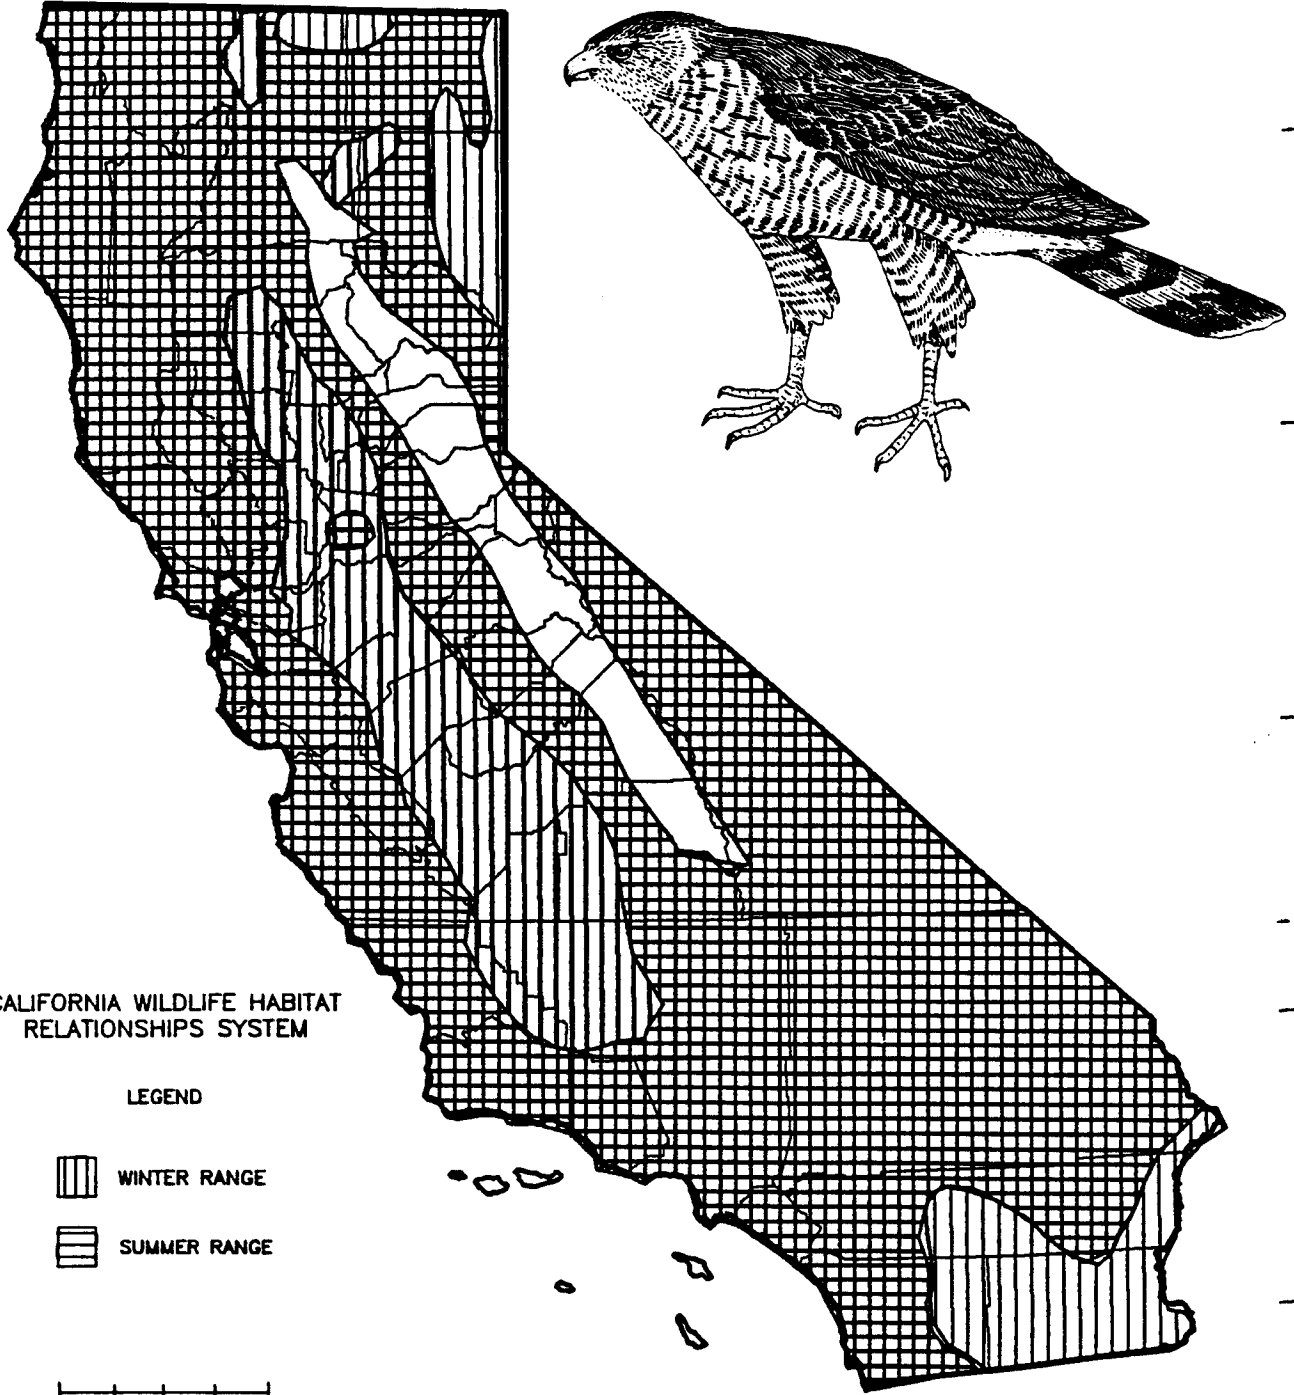 CALIFORNIA WILDLIFE HABITAT
RELATIONSHIPS SYSTEM
LEGEND
WINTER RANGE
SUMMER RANGE